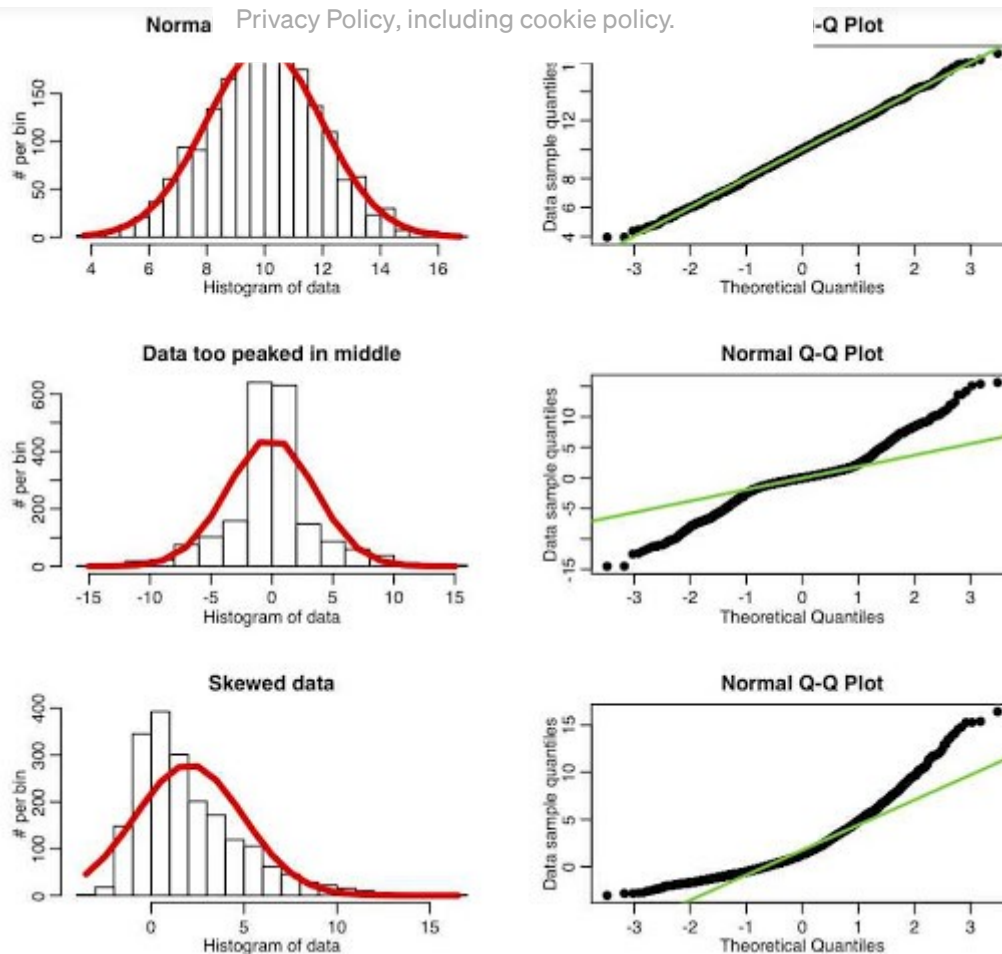 Privacy Policy, including cookie policy.
Norma
-Q Plot
# per bin
0 50 100 150
4 6 8 10 12 14 16
Histogram of data
Data sample quantiles
4 6 8 12 1
-3 -2 -1 0 1 2 3
Theoretical Quantiles
Data too peaked in middle
Normal Q-Q Plot
# per bin
0 200 400 600
-15 -10 -5 0 5 10 15
Histogram of data
Data sample quantiles
-15 -5 0 5 10
-3 -2 -1 0 1 2 3
Theoretical Quantiles
Skewed data
Normal Q-Q Plot
# per bin
0 100 200 300 400
0 5 10 15
Histogram of data
Data sample quantiles
0 5 10 15
-3 -2 -1 0 1 2 3
Theoretical Quantiles